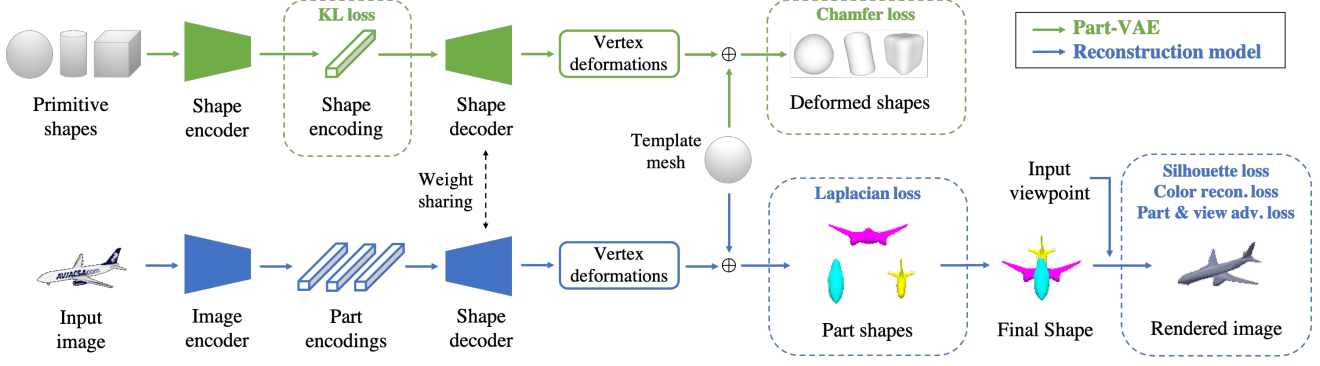 KL loss
Chamfer loss
Part-VAE
Reconstruction model
Vertex
deformations
Primitive
shapes
Shape
encoder
Shape
encoding
Shape
decoder
Deformed shapes
Template
mesh
Weight
sharing
Input
viewpoint
Laplacian loss
Silhouette loss
Color recon. loss
Part & view adv. loss
AVIACSA.com
Vertex
deformations
Input
image
Image
encoder
Part
encodings
Shape
decoder
Part shapes
Final Shape
Rendered image